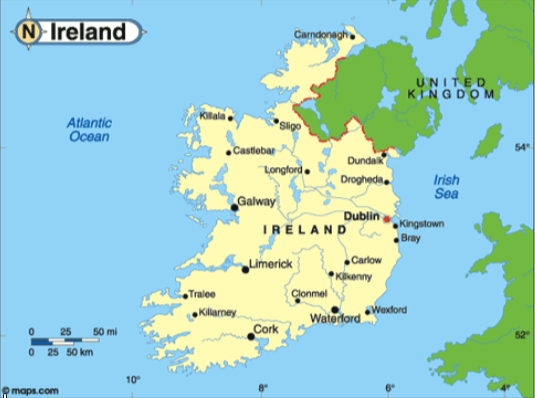 N Ireland
Carndonagh
UNITED
KINGDOM
Killala
Sligo
Atlantic
Ocean
Castlebar
54°
Dundalk
Longford
Drogheda
Irish
Sea
Galway
Dublin
Kingstown
IRELAND
Bray
Limerick
Carlow
Kilkenny
Tralee
Clonmel
Killarney
Wexford
Waterford
Cork
0 25 50 mi
0 25 50 km
52°
10°
8°
6°
4°
© maps.com